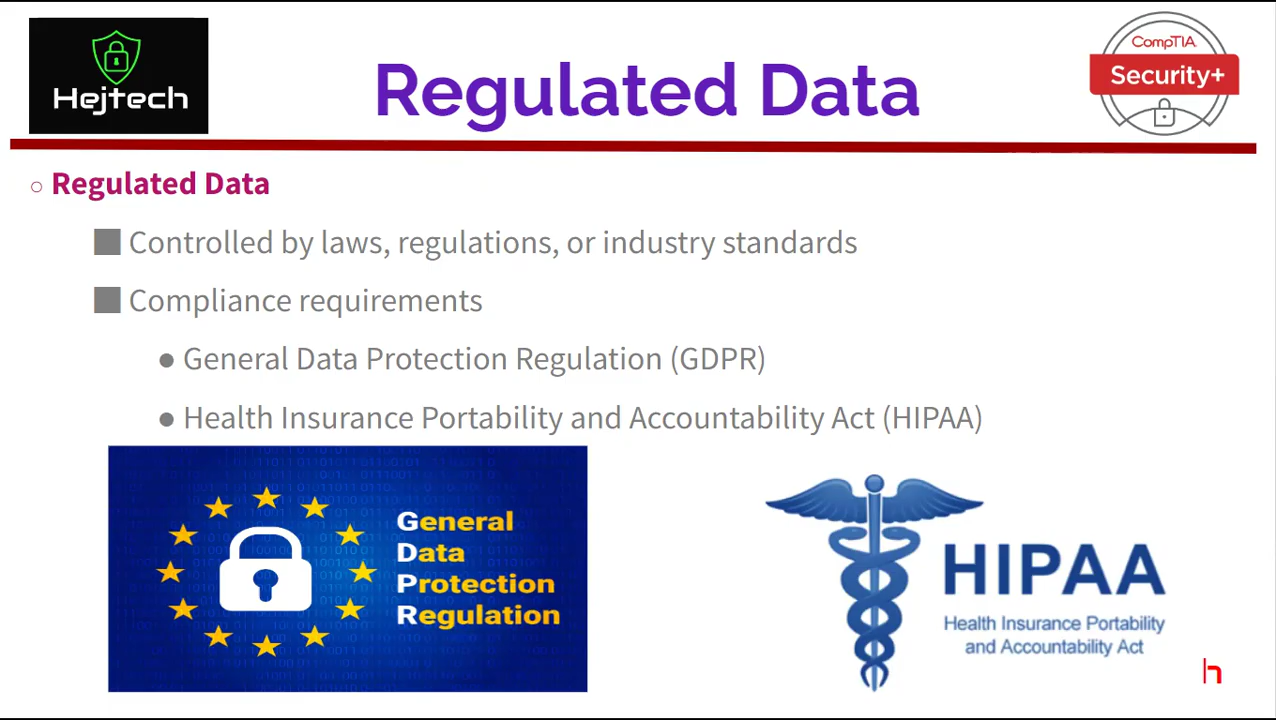 Hejtech
Regulated Data
CompTIA
Security+
Regulated Data
Controlled by laws, regulations, or industry standards
Compliance requirements
General Data Protection Regulation (GDPR)
Health Insurance Portability and Accountability Act (HIPAA)
General
Data
Protection
Regulation
HIPAA
Health Insurance Portability
and Accountability Act